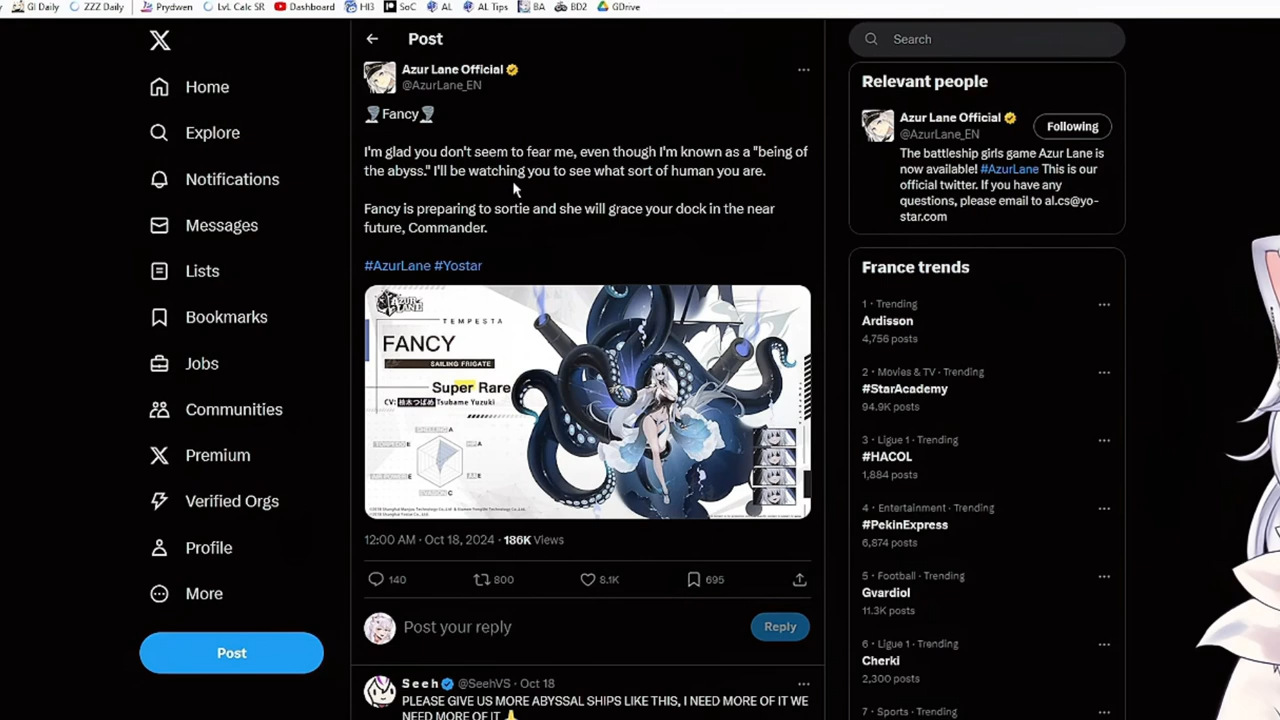 GI Daily
ZZZ Daily
Prydwen
LvL Calc SR
Dashboard
HI3
SoC
AL
AL Tips
BA
BD2
GDrive
Home
Explore
Notifications
Messages
Lists
Bookmarks
Jobs
Communities
Premium
Verified Orgs
Profile
More
Post
Post
Azur Lane Official
@AzurLane_EN
Fancy
I'm glad you don't seem to fear me, even though I'm known as a "being of
the abyss." I'll be watching you to see what sort of human you are.
Fancy is preparing to sortie and she will grace your dock in the near
future, Commander.
#AzurLane #Yostar
AZUR LANE
TEMPESTA
FANCY
SAILING FRIGATE
Super Rare
CV: 柚木つばめ Tsubame Yuzuki
12:00 AM · Oct 18, 2024 · 186K Views
140
800
8.1K
695
Post your reply
Reply
Seeh @SeehVS · Oct 18
PLEASE GIVE US MORE ABYSSAL SHIPS LIKE THIS, I NEED MORE OF IT WE
NEED MORE OF IT
Search
Relevant people
Azur Lane Official
@AzurLane_EN
Following
The battleship girls game Azur Lane is
now available! #AzurLane This is our
official twitter. If you have any
questions, please email to al.cs@yo-
star.com
France trends
1 · Trending
Ardisson
4,756 posts
2 · Movies & TV · Trending
#StarAcademy
94.9K posts
3 · Ligue 1 · Trending
#HACOL
1,884 posts
4 · Entertainment · Trending
#PekinExpress
6,874 posts
5 · Football · Trending
Gvardiol
11.3K posts
6 · Ligue 1 · Trending
Cherki
2,300 posts
7 · Sports · Trending